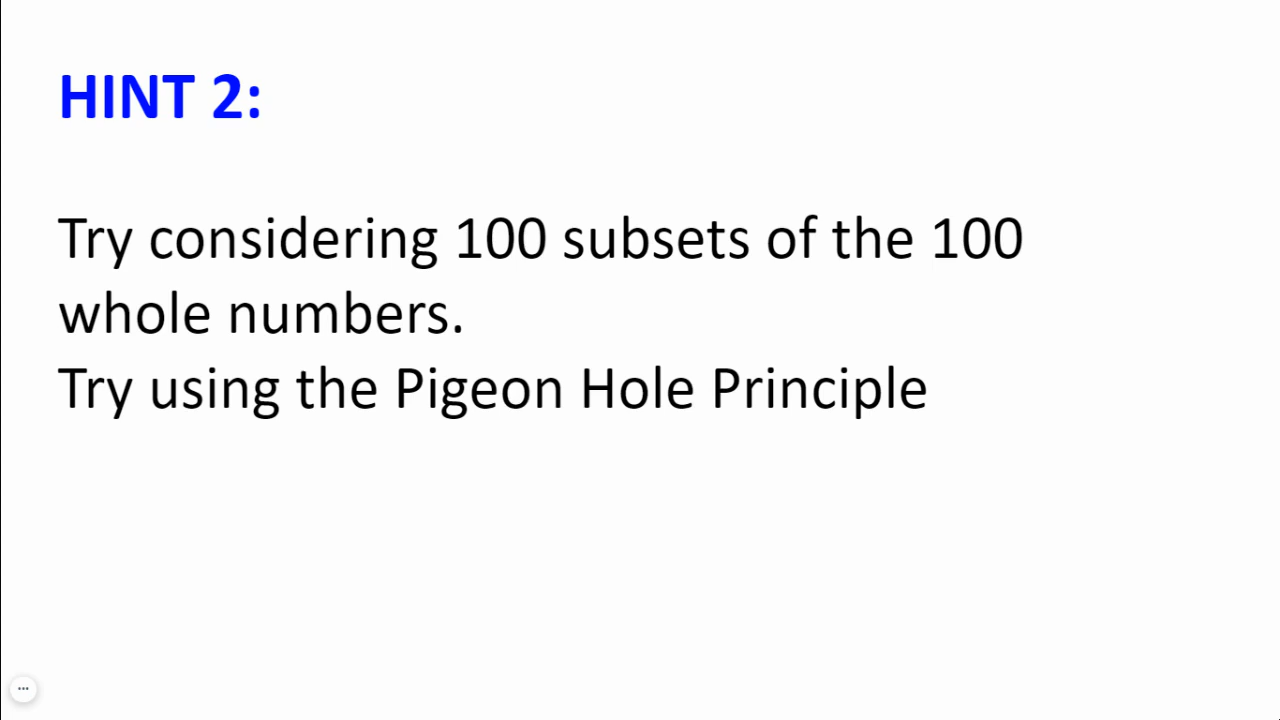 HINT 2:
Try considering 100 subsets of the 100
whole numbers.
Try using the Pigeon Hole Principle